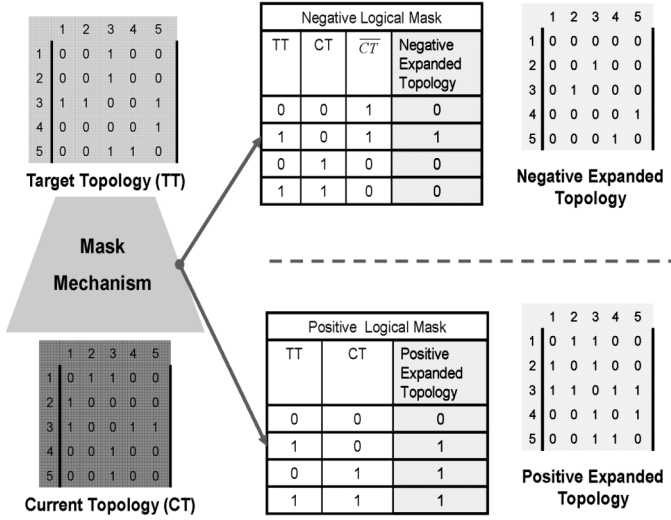 1 2 3 4 5
1 0 0 1 0 0
2 0 0 1 0 0
3 1 1 0 0 1
4 0 0 0 0 1
5 0 0 1 1 0
Target Topology (TT)
Mask
Mechanism
1 2 3 4 5
1 0 1 1 0 0
2 1 0 0 0 0
3 1 0 0 1 1
4 0 0 1 0 0
5 0 0 1 0 0
Current Topology (CT)
Negative Logical Mask
TT CT C̅T̅ Negative
Expanded
Topology
0 0 1 0
1 0 1 1
0 1 0 0
1 1 0 0
1 2 3 4 5
1 0 0 0 0 0
2 0 0 1 0 0
3 0 1 0 0 0
4 0 0 0 0 1
5 0 0 0 1 0
Negative Expanded
Topology
Positive Logical Mask
TT CT Positive
Expanded
Topology
0 0 0
1 0 1
0 1 1
1 1 1
1 2 3 4 5
1 0 1 1 0 0
2 1 0 1 0 0
3 1 1 0 1 1
4 0 0 1 0 1
5 0 0 1 1 0
Positive Expanded
Topology